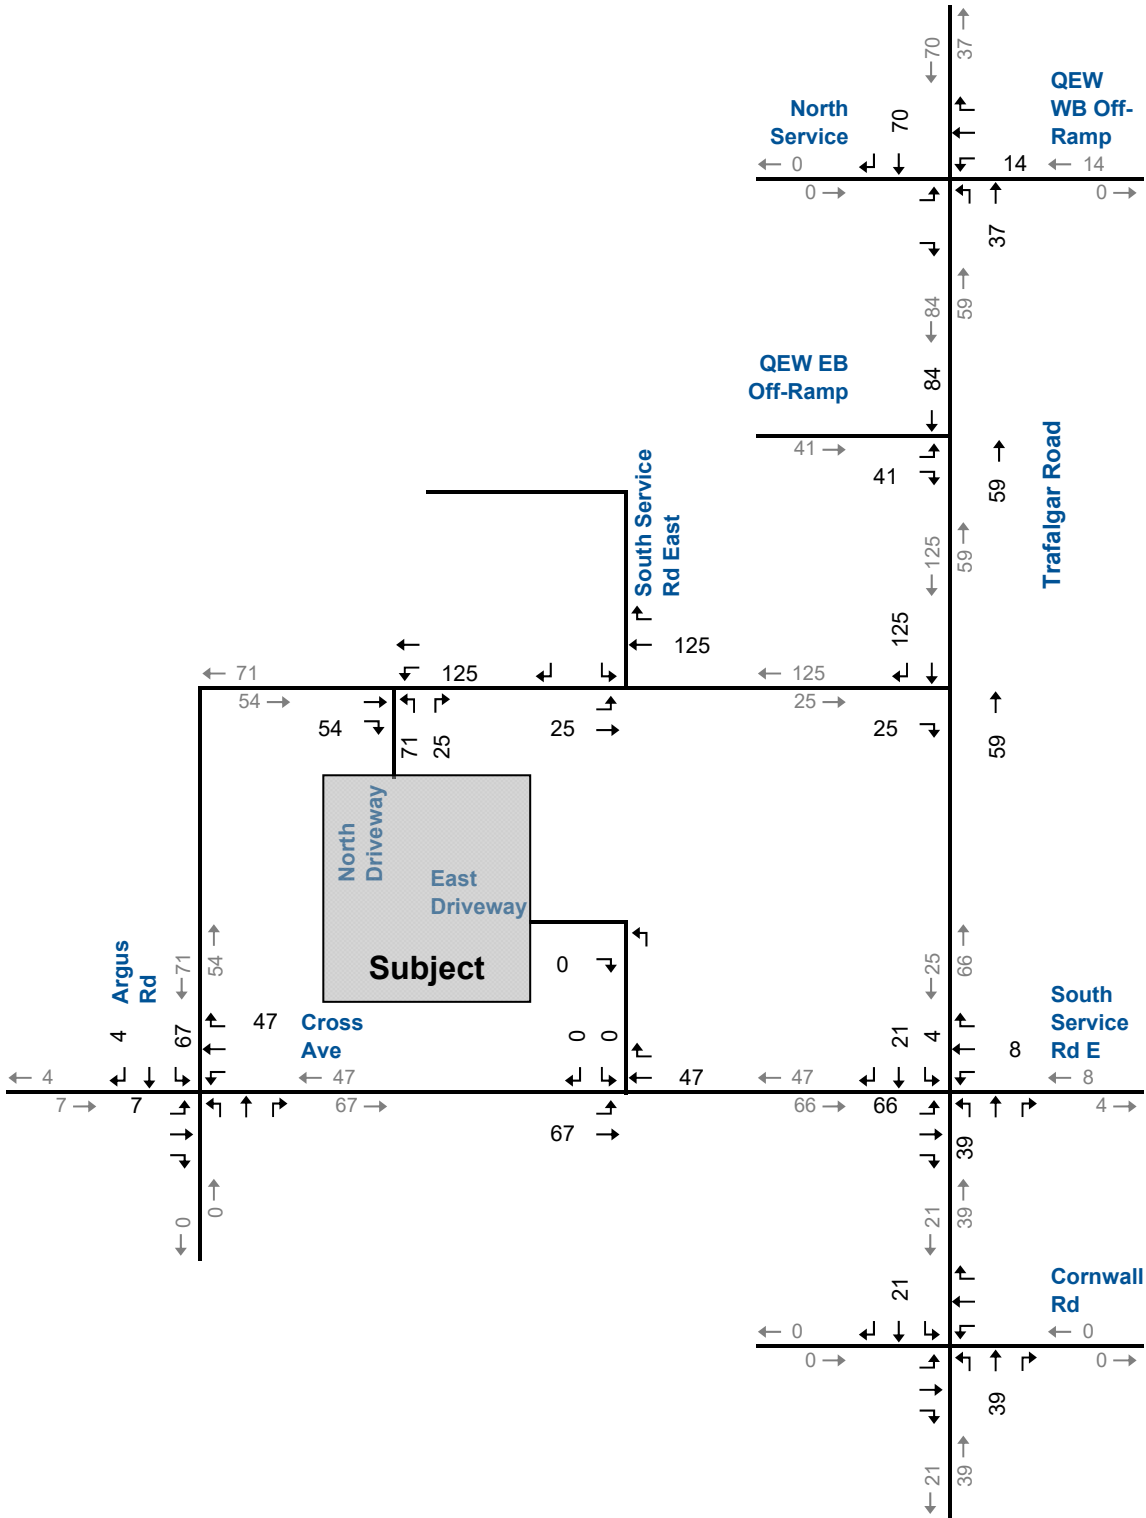 70
37
QEW
WB Off-
Ramp
North
Service
70
0
14
14
0
0
37
84
59
QEW EB
Off-Ramp
84
41
41
59
Trafalgar Road
South Service
Rd East
125
59
125
125
71
125
125
54
25
54
71
25
25
25
59
North
Driveway
East
Driveway
Subject
0
Argus
Rd
71
54
25
66
South
Service
Rd E
4
67
47
Cross
Ave
0
0
21
4
8
4
47
47
47
8
7
7
67
66
66
4
67
39
0
0
21
39
21
Cornwall
Rd
0
0
0
0
39
21
39